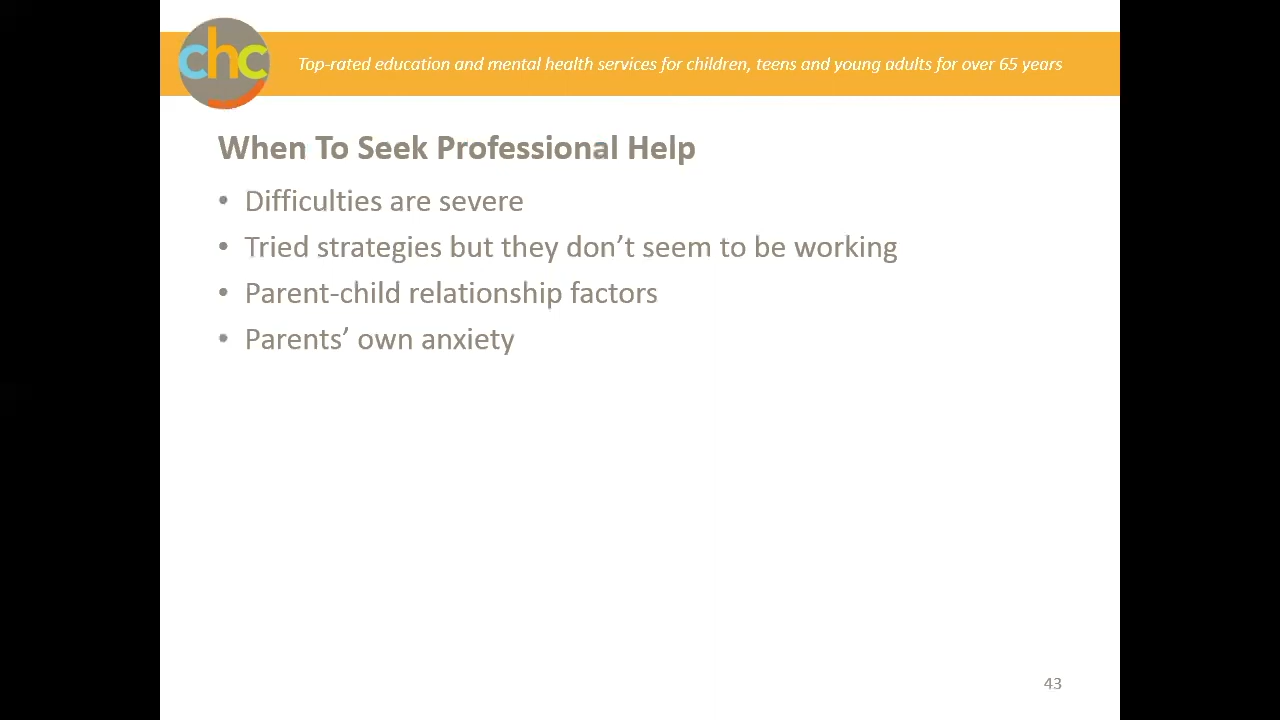 chc
Top-rated education and mental health services for children, teens and young adults for over 65 years
When To Seek Professional Help
• Difficulties are severe
• Tried strategies but they don’t seem to be working
• Parent-child relationship factors
• Parents’ own anxiety
43